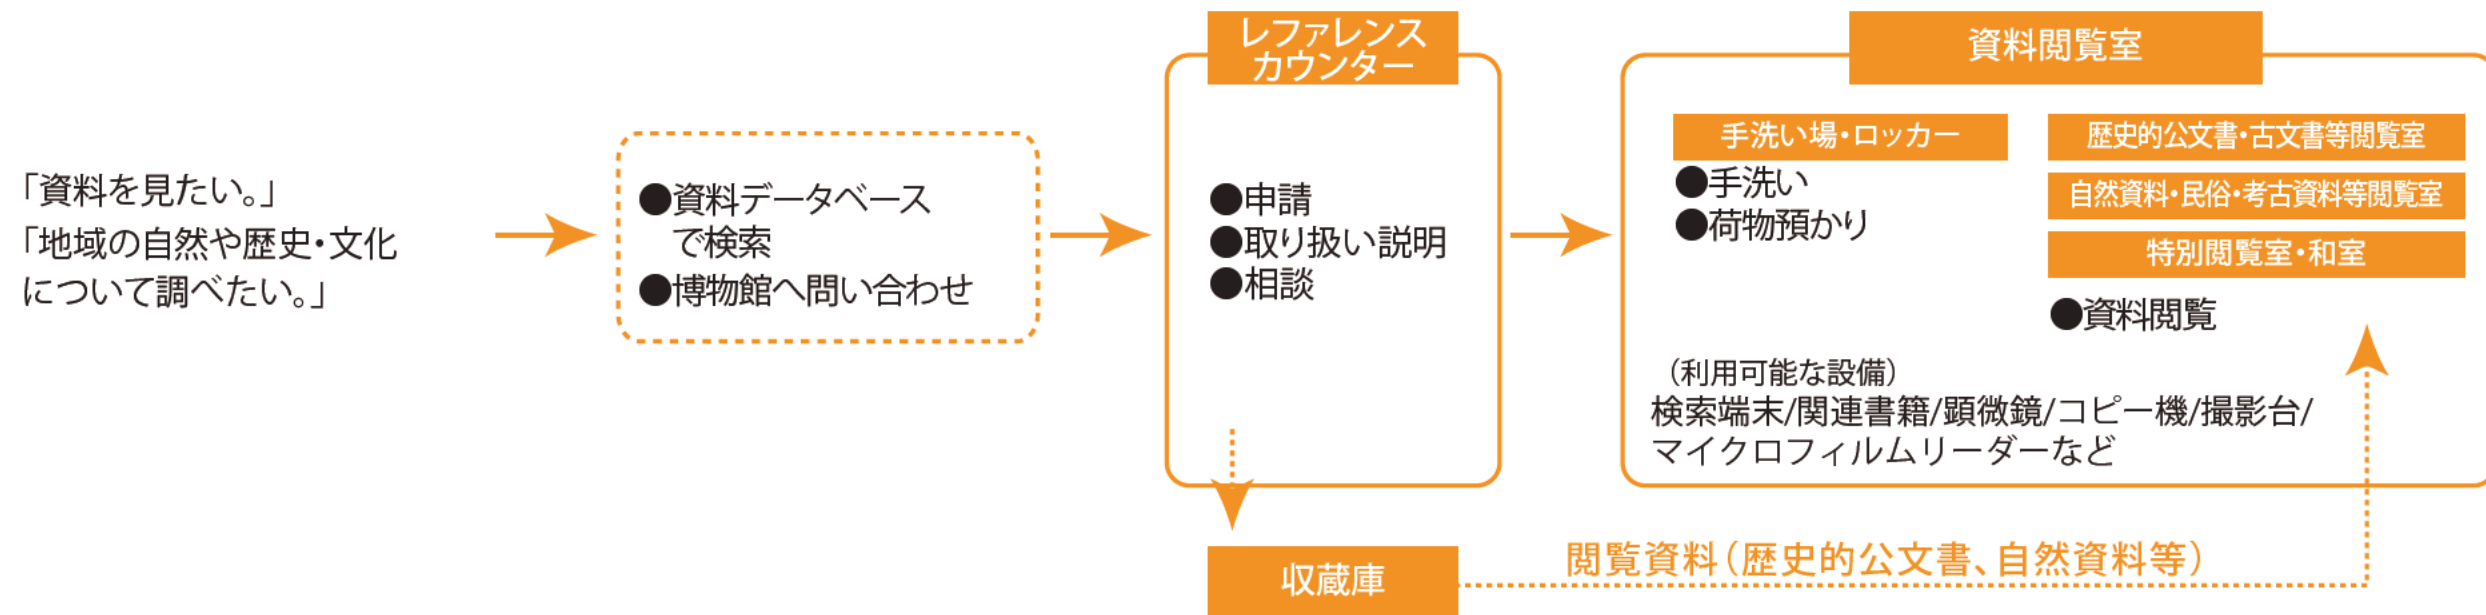 「資料を見たい。」
「地域の自然や歴史・文化
について調べたい。」
●資料データベース
で検索
●博物館へ問い合わせ
レファレンス
カウンター
●申請
●取り扱い説明
●相談
収蔵庫
資料閲覧室
手洗い場・ロッカー
●手洗い
●荷物預かり
歴史的公文書・古文書等閲覧室
自然資料・民俗・考古資料等閲覧室
特別閲覧室・和室
●資料閲覧
（利用可能な設備）
検索端末/関連書籍/顕微鏡/コピー機/撮影台/
マイクロフィルムリーダーなど
閲覧資料（歴史的公文書、自然資料等）